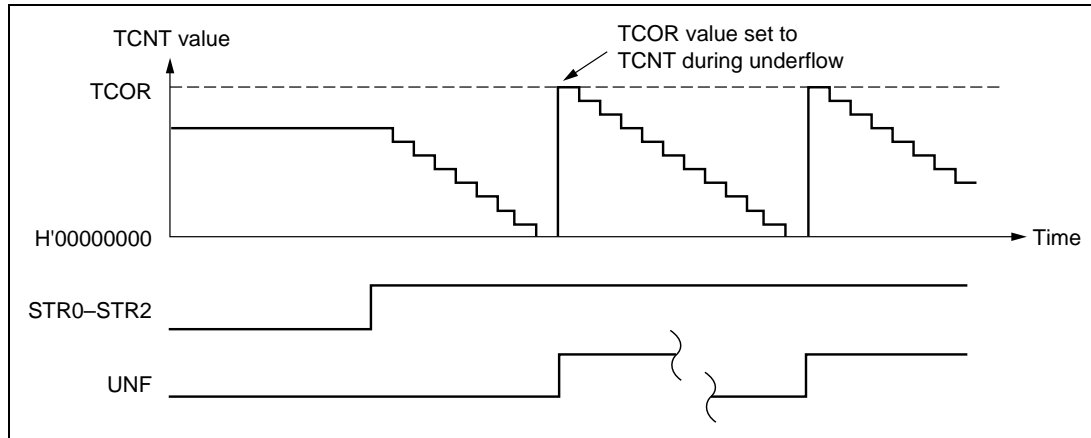 TCNT value
TCOR value set to
TCNT during underflow
TCOR
H'00000000
Time
STR0–STR2
UNF